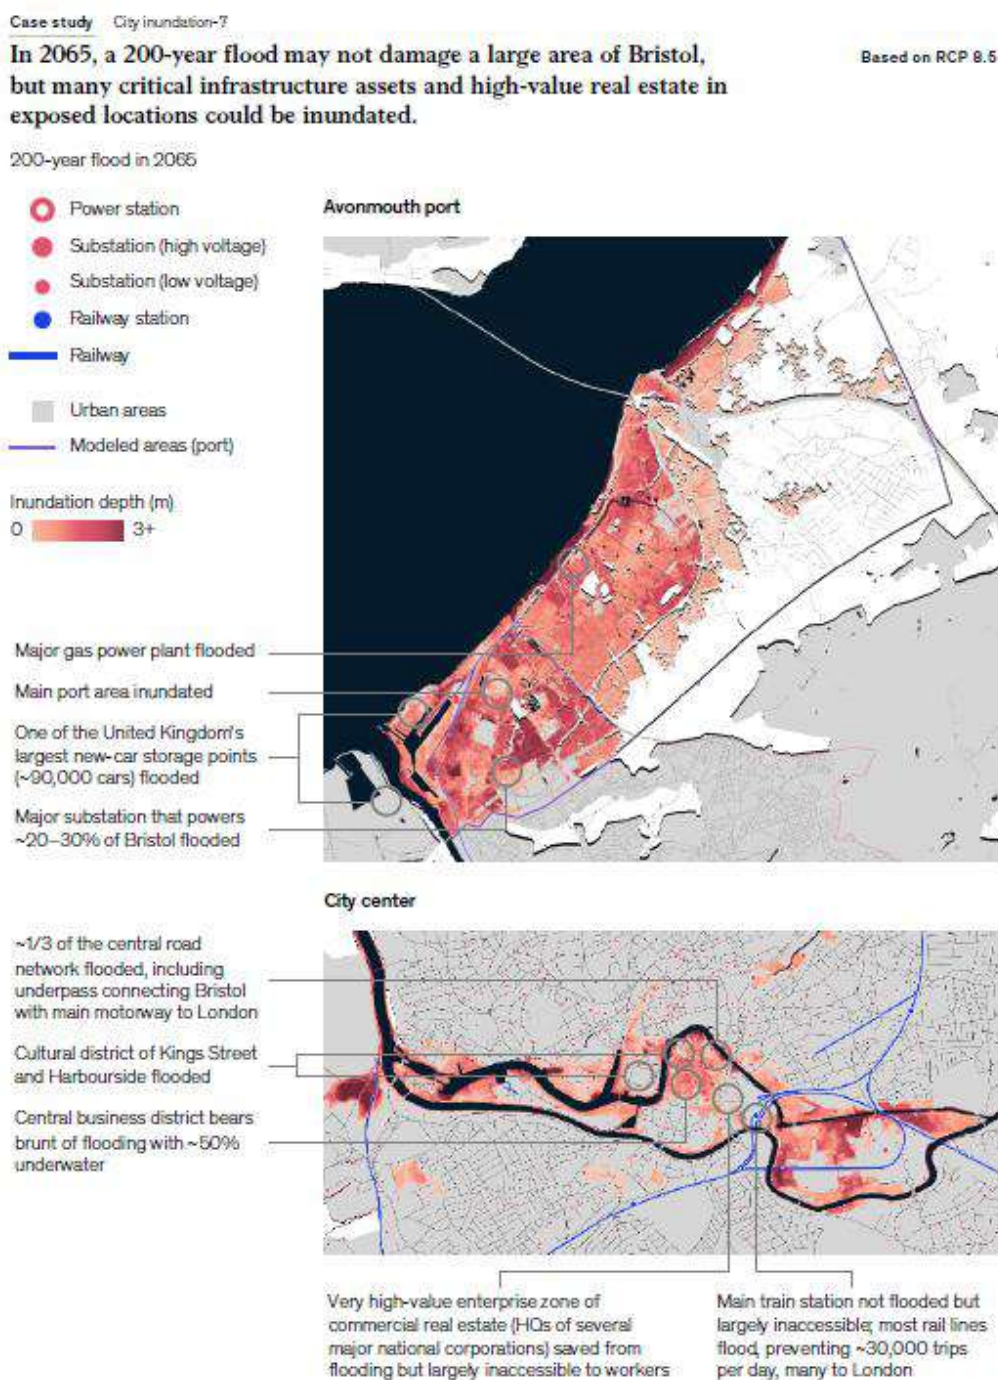 Case study City inundation-7
In 2065, a 200-year flood may not damage a large area of Bristol,
but many critical infrastructure assets and high-value real estate in
exposed locations could be inundated.
Based on RCP 8.5
200-year flood in 2065
Power station
Substation (high voltage)
Substation (low voltage)
Railway station
Railway
Urban areas
Modeled areas (port)
Inundation depth (m)
0 3+
Avonmouth port
Major gas power plant flooded
Main port area inundated
One of the United Kingdom's
largest new-car storage points
(~90,000 cars) flooded
Major substation that powers
~20–30% of Bristol flooded
City center
~1/3 of the central road
network flooded, including
underpass connecting Bristol
with main motorway to London
Cultural district of Kings Street
and Harbourside flooded
Central business district bears
brunt of flooding with ~50%
underwater
Very high-value enterprise zone of
commercial real estate (HQs of several
major national corporations) saved from
flooding but largely inaccessible to workers
Main train station not flooded but
largely inaccessible; most rail lines
flood, preventing ~30,000 trips
per day, many to London